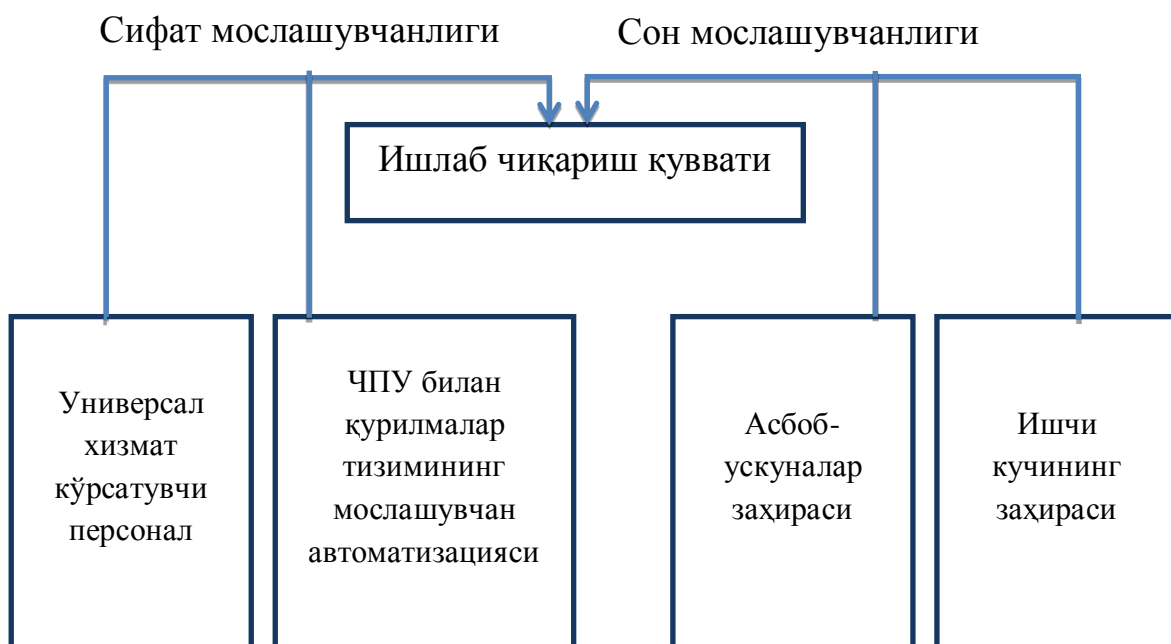 Сифат мослашувчанлиги
Сон мослашувчанлиги
Ишлаб чиқариш қуввати
Универсал
хизмат
кўрсатувчи
персонал
ЧПУ билан
қурилмалар
тизимининг
мослашувчан
автоматизацияси
Асбоб-
ускуналар
заҳираси
Ишчи
кучининг
заҳираси